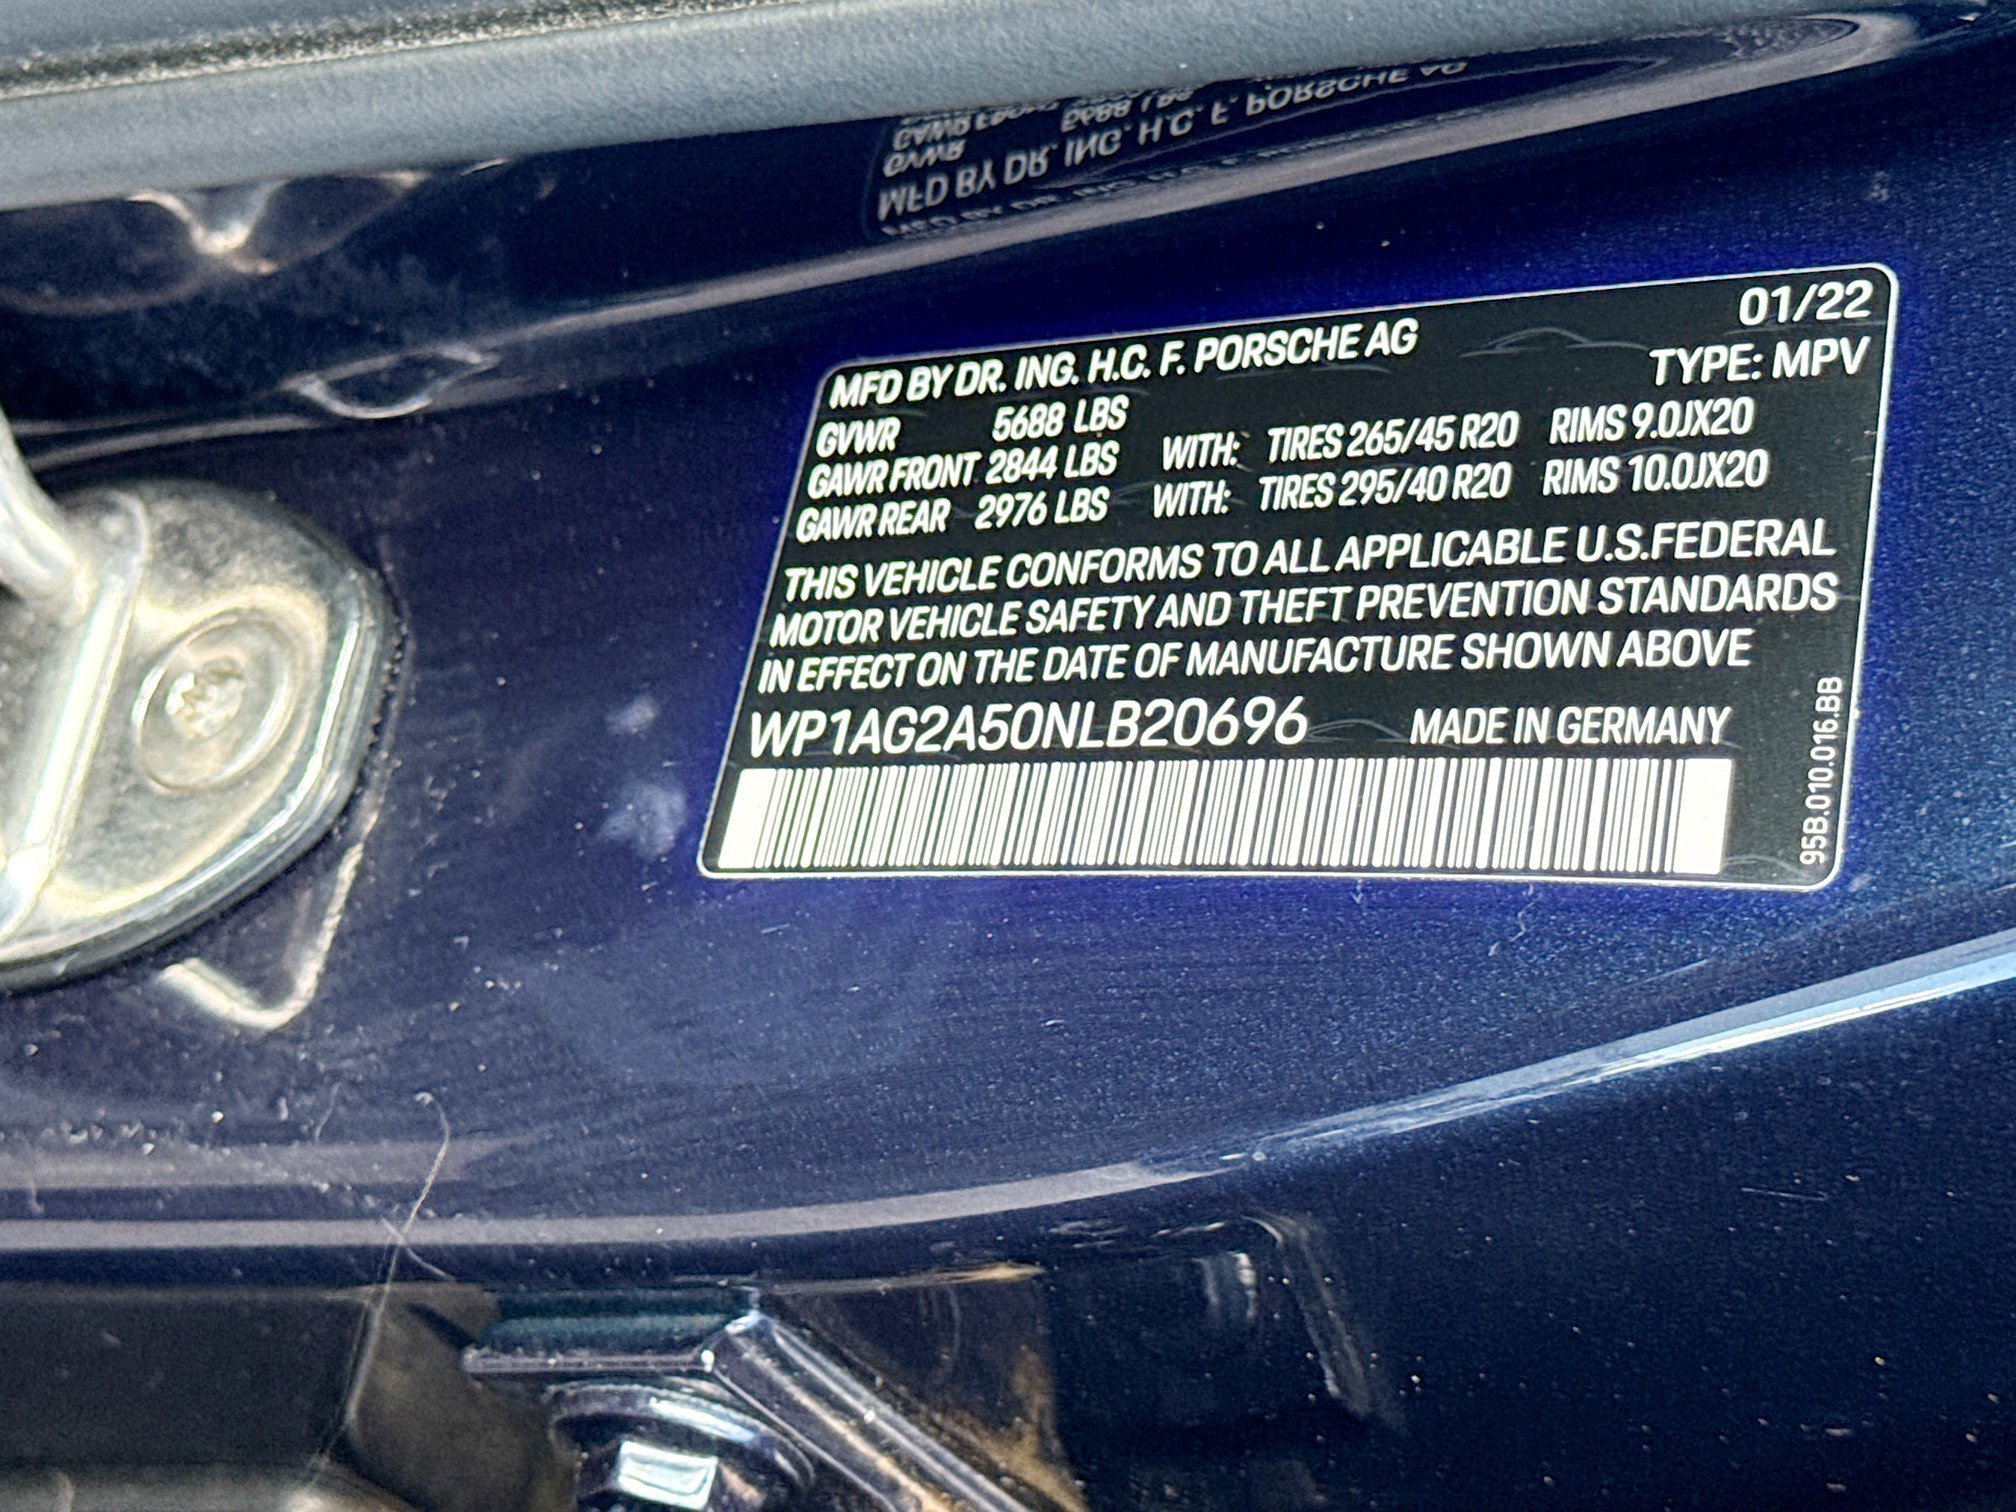 01/22
MFD BY DR. ING. H.C. F. PORSCHE AG
TYPE: MPV
GVWR 5688 LBS
GAWR FRONT 2844 LBS WITH: TIRES 265/45 R20 RIMS 9.0JX20
GAWR REAR 2976 LBS WITH: TIRES 295/40 R20 RIMS 10.0JX20
THIS VEHICLE CONFORMS TO ALL APPLICABLE U.S.FEDERAL
MOTOR VEHICLE SAFETY AND THEFT PREVENTION STANDARDS
IN EFFECT ON THE DATE OF MANUFACTURE SHOWN ABOVE
WP1AG2A50NLB20696 MADE IN GERMANY
95B.010.016.BB